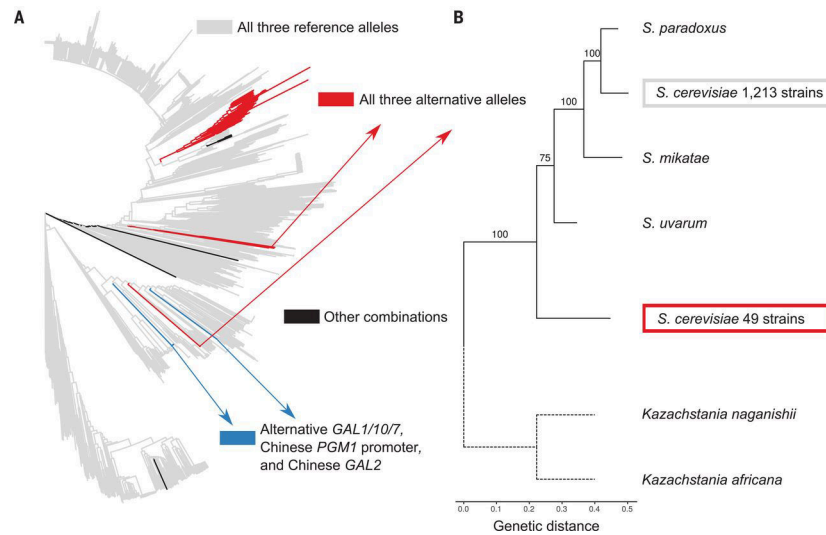 A
All three reference alleles
All three alternative alleles
Other combinations
Alternative GAL1/10/7,
Chinese PGM1 promoter,
and Chinese GAL2
B
S. paradoxus
100
S. cerevisiae 1,213 strains
100
S. mikatae
75
S. uvarum
100
S. cerevisiae 49 strains
Kazachstania naganishii
Kazachstania africana
0.0 0.1 0.2 0.3 0.4 0.5
Genetic distance